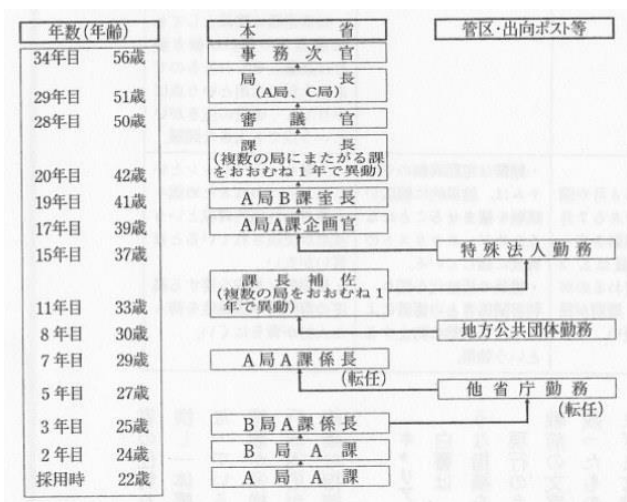 年数(年齢) 本省 管区・出向ポスト等
34年目 56歳 事務次官
局長
29年目 51歳 (A局、C局)
28年目 50歳 審議官
課長
(複数の局にまたがる課
20年目 42歳 をおおむね1年で異動)
19年目 41歳 A局B課室長
17年目 39歳 A局A課企画官
15年目 37歳 特殊法人勤務
課長補佐
(複数の局をおおむね1
11年目 33歳 年で異動)
8年目 30歳 地方公共団体勤務
7年目 29歳 A局A課係長
(転任)
5年目 27歳 他省庁勤務
(転任)
3年目 25歳 B局A課係長
2年目 24歳 B局A課
採用時 22歳 A局A課